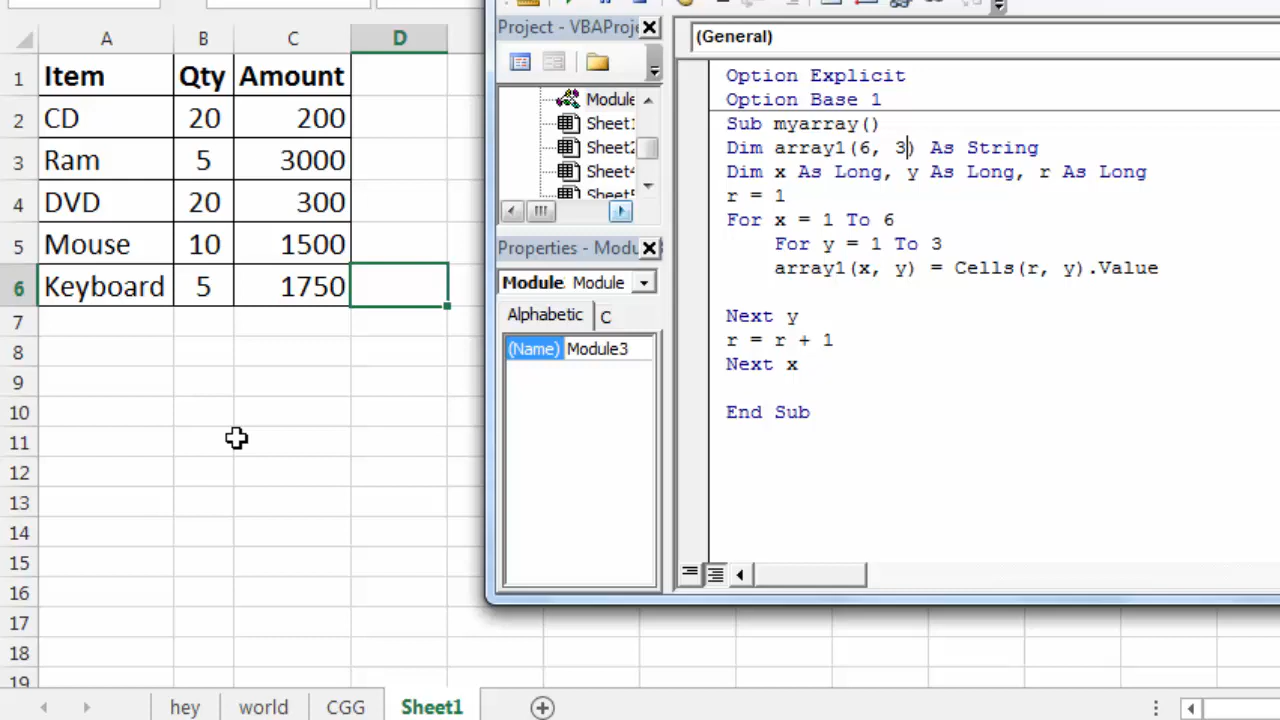 A B C D
1 Item Qty Amount
2 CD 20 200
3 Ram 5 3000
4 DVD 20 300
5 Mouse 10 1500
6 Keyboard 5 1750
7
8
9
10
11
12
13
14
15
16
17
18
19
hey world CGG Sheet1
Project - VBAProje
Module
Sheet1
Sheet2
Sheet4
Sheet5
Properties - Modu
Module Module
Alphabetic C
(Name) Module3
(General)
Option Explicit
Option Base 1
Sub myarray()
Dim array1(6, 3) As String
Dim x As Long, y As Long, r As Long
r = 1
For x = 1 To 6
For y = 1 To 3
array1(x, y) = Cells(r, y).Value
Next y
r = r + 1
Next x
End Sub